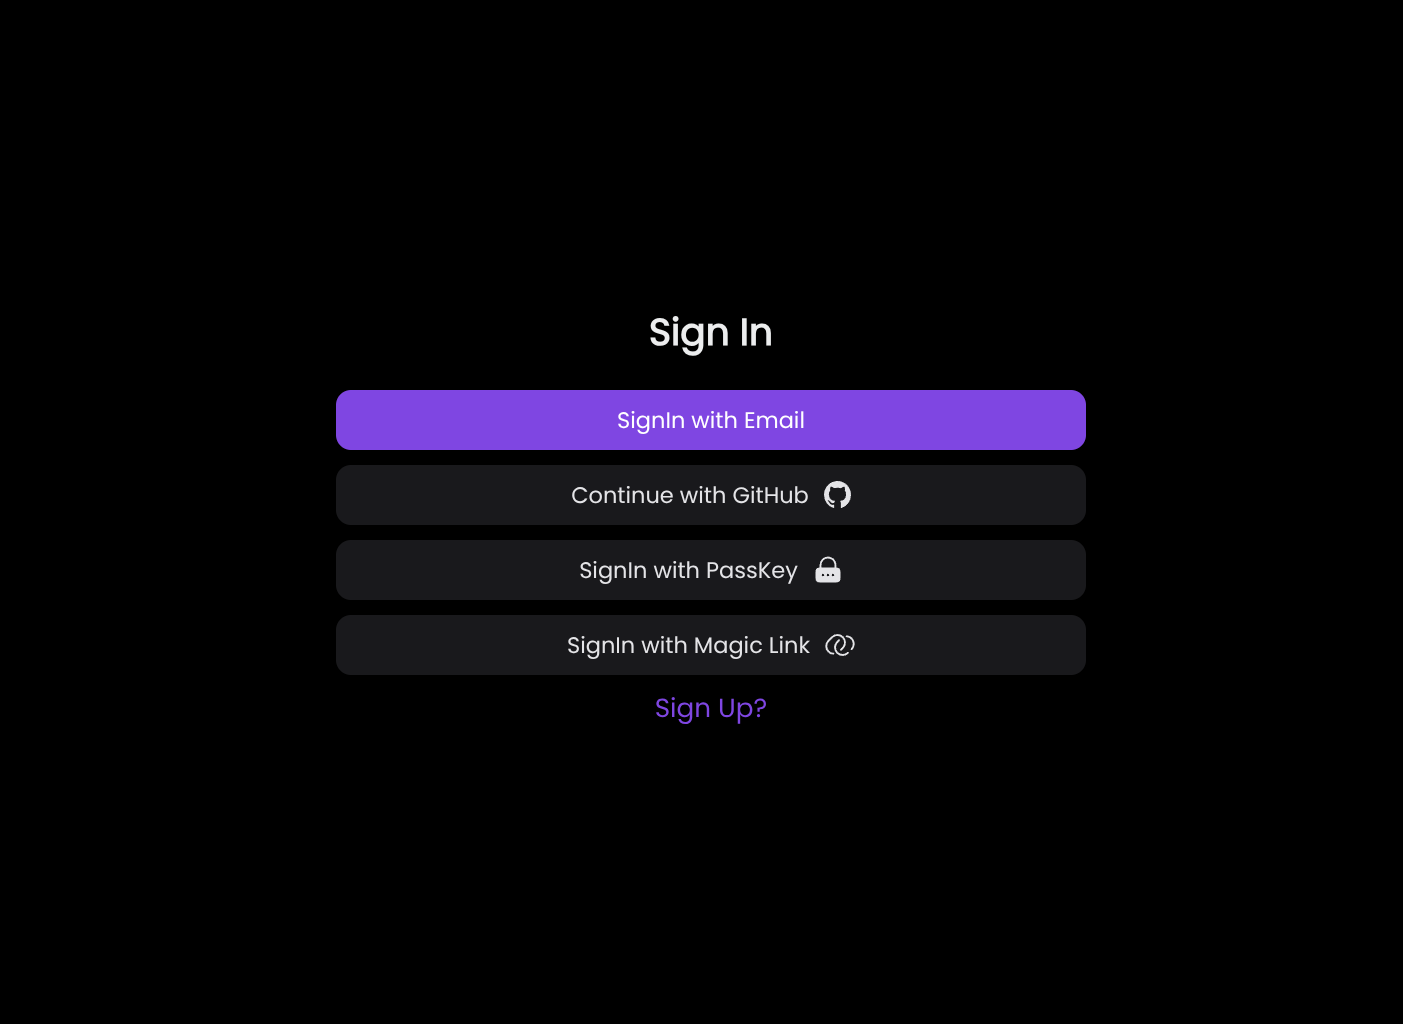 Sign In
SignIn with Email
Continue with GitHub
SignIn with PassKey
SignIn with Magic Link
Sign Up?